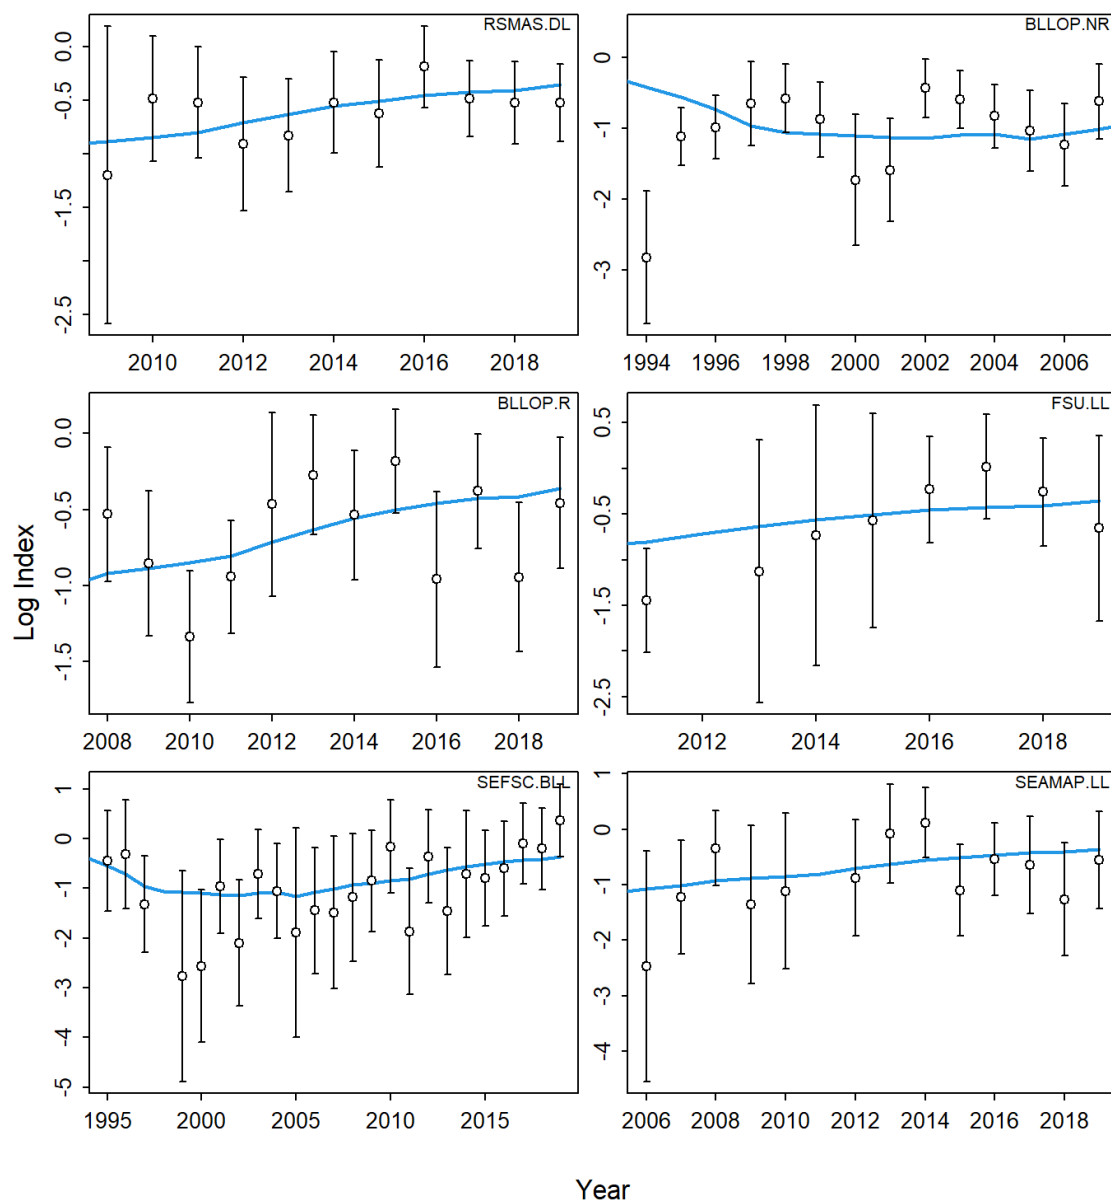 RSMAS.DL
0.0
-0.5
-1.5
-2.5
2010 2012 2014 2016 2018
BLLOP.NR
0
-1
-2
-3
1994 1996 1998 2000 2002 2004 2006
BLLOP.R
0.0
-0.5
-1.0
-1.5
2008 2010 2012 2014 2016 2018
FSU.LL
0.5
-0.5
-1.5
-2.5
2012 2014 2016 2018
SEFSC.BLL
1
0
-1
-2
-3
-4
-5
1995 2000 2005 2010 2015
SEAMAP.LL
1
0
-1
-2
-3
-4
2006 2008 2010 2012 2014 2016 2018
Log Index
Year